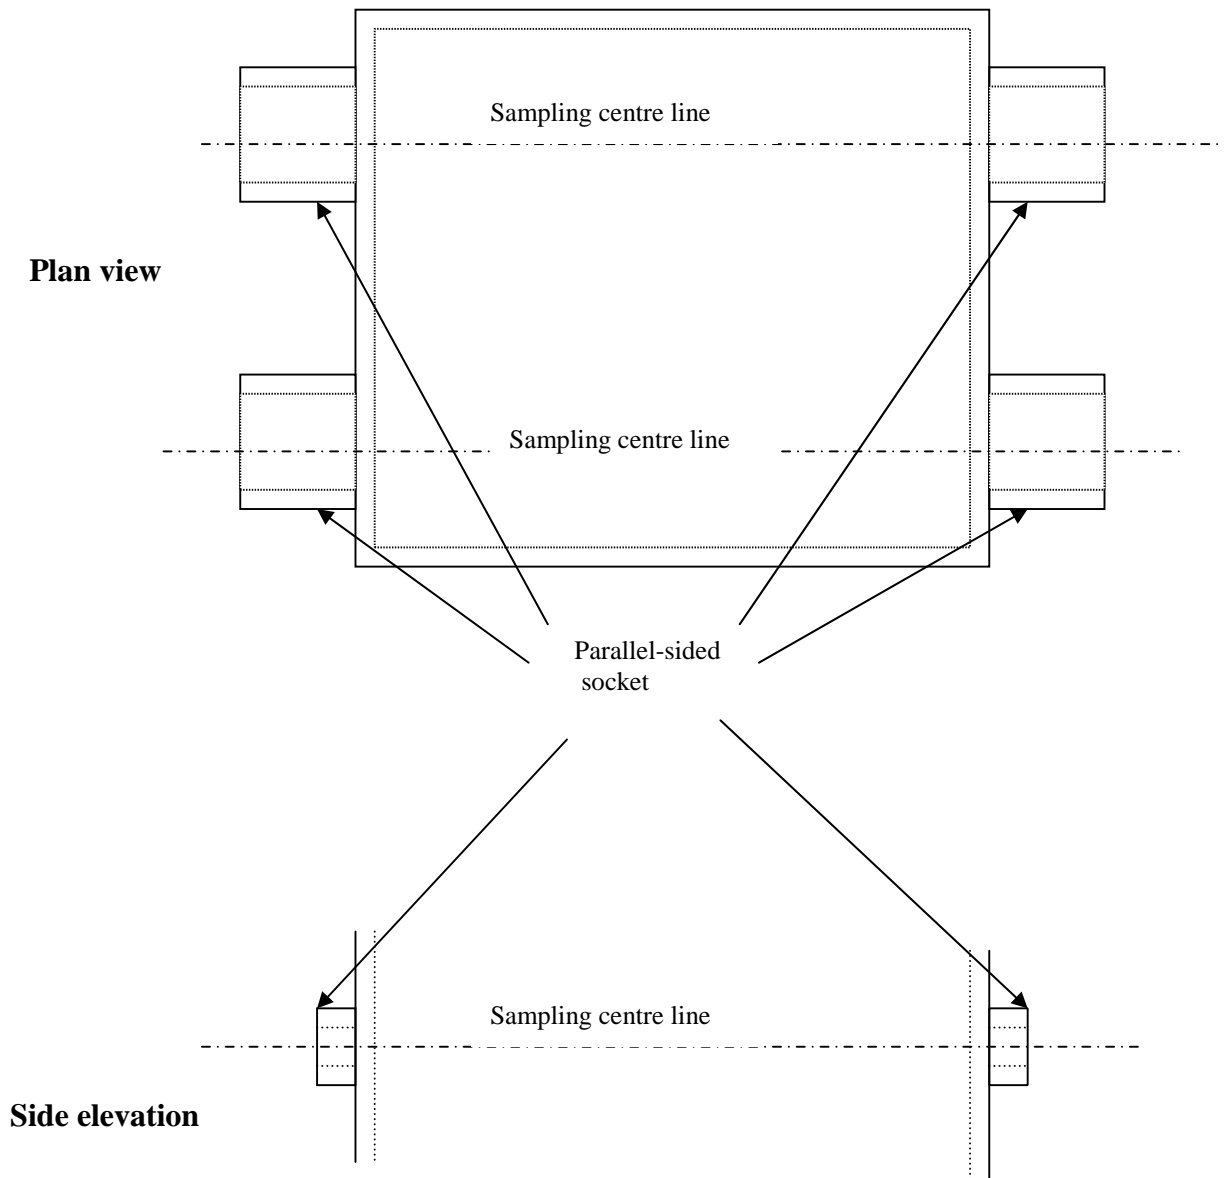 Sampling centre line
Plan view
Sampling centre line
Parallel-sided
socket
Sampling centre line
Side elevation